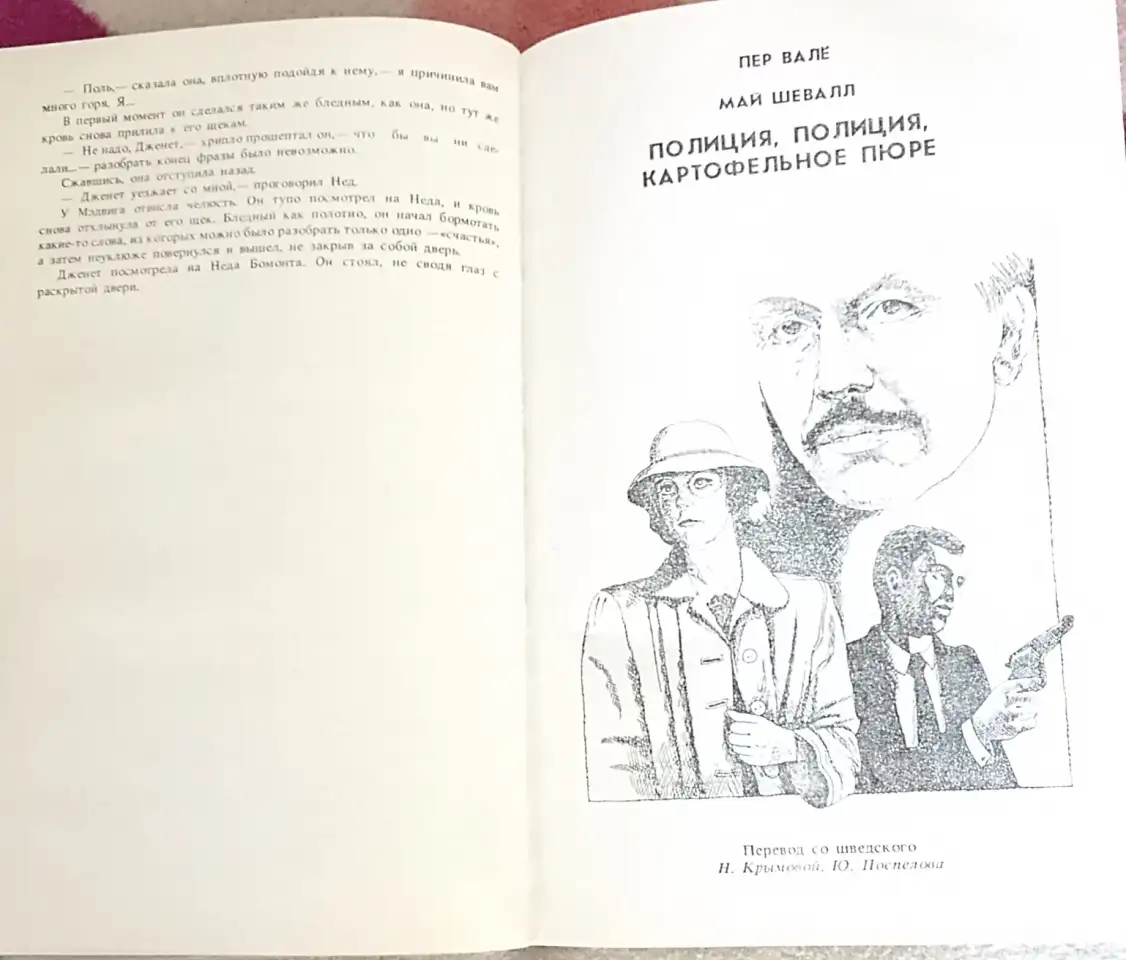 — Поль,— сказала она, вплотную подойдя к нему,— я причинила вам
много горя. Я...
В первый момент он сделался таким же бледным, как она, но тут же
кровь снова прилила к его щекам.
— Не надо, Дженет,— хрипло прошептал он,— что бы вы ни сде-
лали...— разобрать конец фразы было невозможно.
Сжавшись, она отступила назад.
— Дженет уезжает со мной,— проговорил Нед.
У Мэдвига отвисла челюсть. Он тупо посмотрел на Неда, и кровь
снова отхлынула от его щек. Бледный как полотно, он начал бормотать
какие-то слова, из которых можно было разобрать только одно —«счастья»,
а затем неуклюже повернулся и вышел, не закрыв за собой дверь.
Дженет посмотрела на Неда Бомонта. Он стоял, не сводя глаз с
раскрытой двери.
ПЕР ВАЛЁ
МАЙ ШЕВАЛЛ
ПОЛИЦИЯ, ПОЛИЦИЯ,
КАРТОФЕЛЬНОЕ ПЮРЕ
Перевод со шведского
Н. Крымовой, Ю. Поспелова